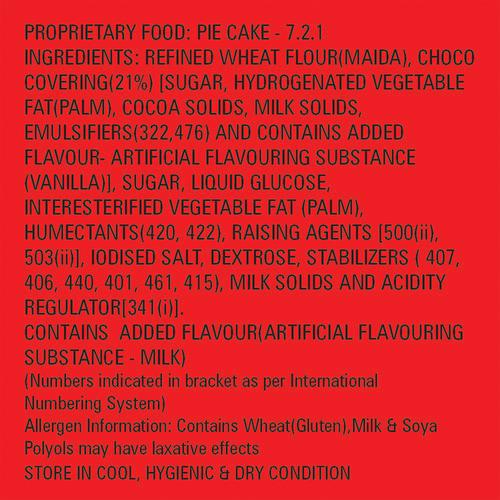 PROPRIETARY FOOD: PIE CAKE - 7.2.1
INGREDIENTS: REFINED WHEAT FLOUR(MAIDA), CHOCO
COVERING(21%) [SUGAR, HYDROGENATED VEGETABLE
FAT(PALM), COCOA SOLIDS, MILK SOLIDS,
EMULSIFIERS(322,476) AND CONTAINS ADDED
FLAVOUR- ARTIFICIAL FLAVOURING SUBSTANCE
(VANILLA)], SUGAR, LIQUID GLUCOSE,
INTERESTERIFIED VEGETABLE FAT (PALM),
HUMECTANTS(420, 422), RAISING AGENTS [500(ii),
503(ii)], IODISED SALT, DEXTROSE, STABILIZERS ( 407,
406, 440, 401, 461, 415), MILK SOLIDS AND ACIDITY
REGULATOR[341(i)].
CONTAINS ADDED FLAVOUR(ARTIFICIAL FLAVOURING
SUBSTANCE - MILK)
(Numbers indicated in bracket as per International
Numbering System)
Allergen Information: Contains Wheat(Gluten),Milk & Soya
Polyols may have laxative effects
STORE IN COOL, HYGIENIC & DRY CONDITION